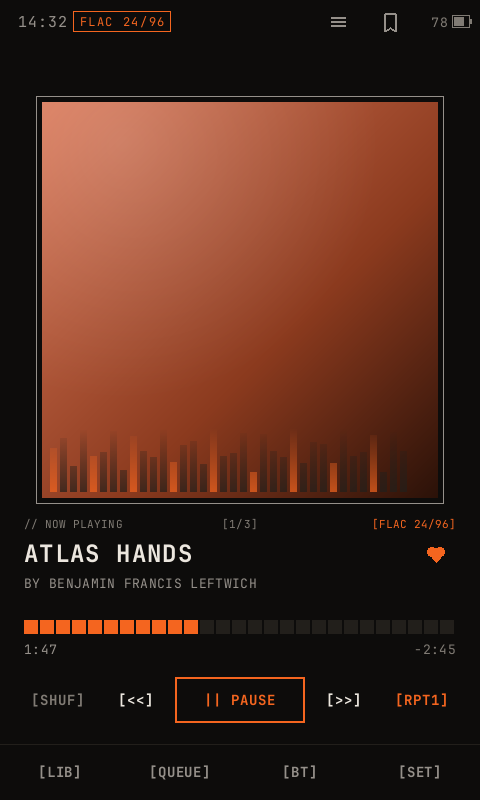 14:32 FLAC 24/96 78
// NOW PLAYING [1/3] [FLAC 24/96]
ATLAS HANDS
BY BENJAMIN FRANCIS LEFTWICH
1:47 -2:45
[SHUF] [<<] || PAUSE [>>] [RPT1]
[LIB] [QUEUE] [BT] [SET]